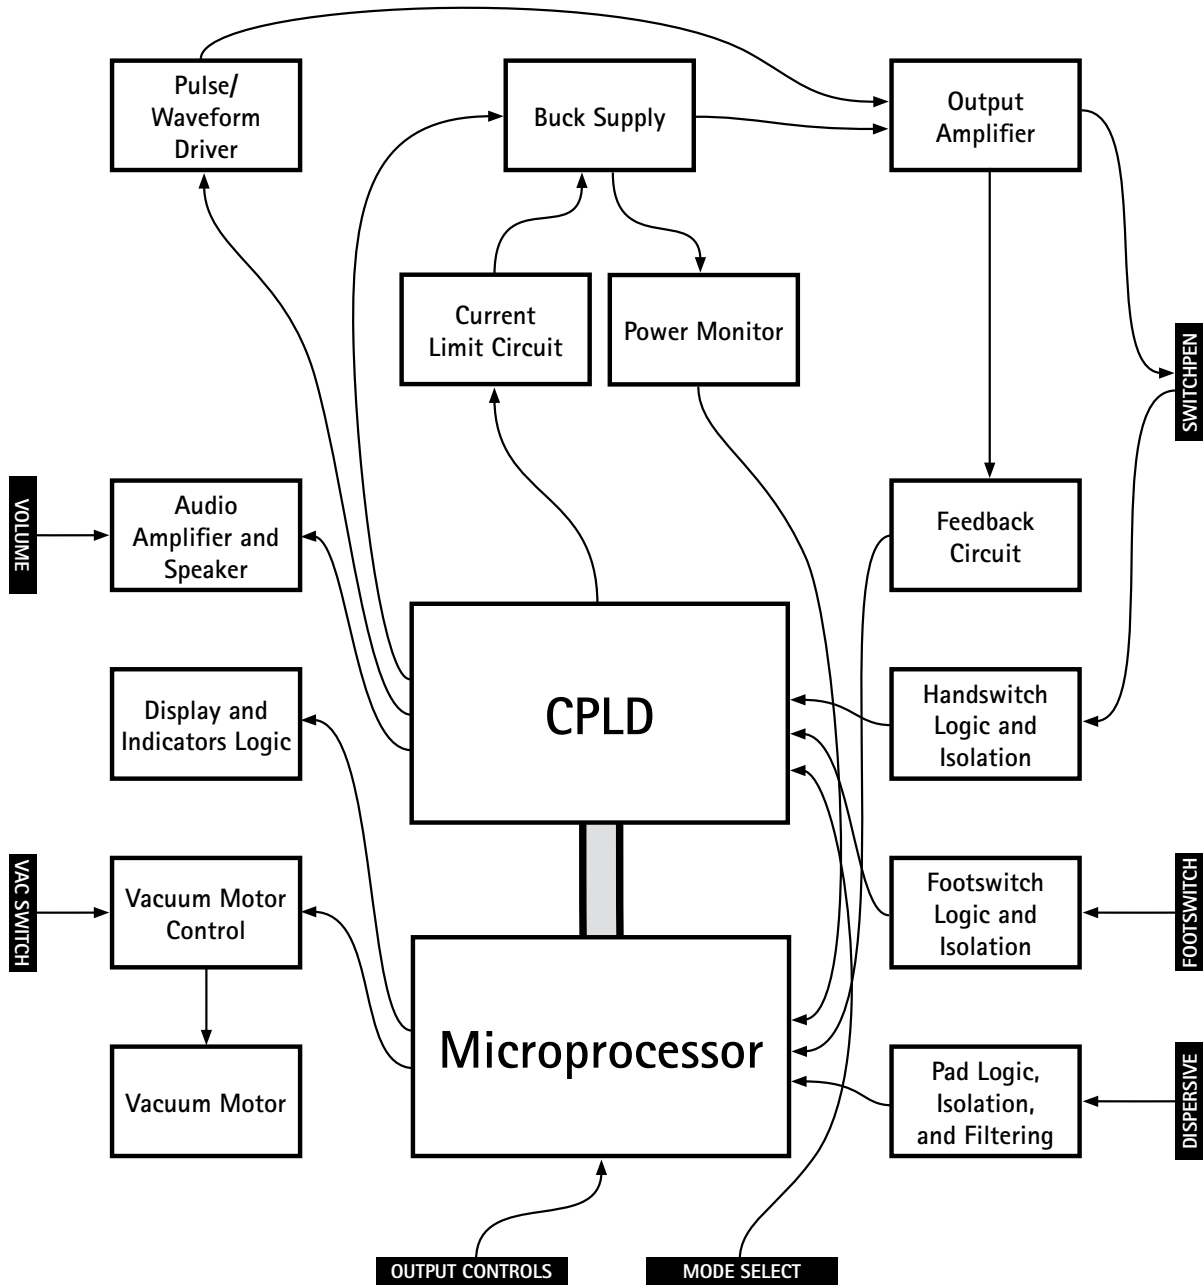 Pulse/
Waveform
Driver
Buck Supply
Output
Amplifier
Current
Limit Circuit
Power Monitor
SWITCHPEN
VOLUME
Audio
Amplifier and
Speaker
Feedback
Circuit
Display and
Indicators Logic
CPLD
Handswitch
Logic and
Isolation
VAC SWITCH
Vacuum Motor
Control
Footswitch
Logic and
Isolation
FOOTSWITCH
Vacuum Motor
Microprocessor
Pad Logic,
Isolation,
and Filtering
DISPERSIVE
OUTPUT CONTROLS
MODE SELECT